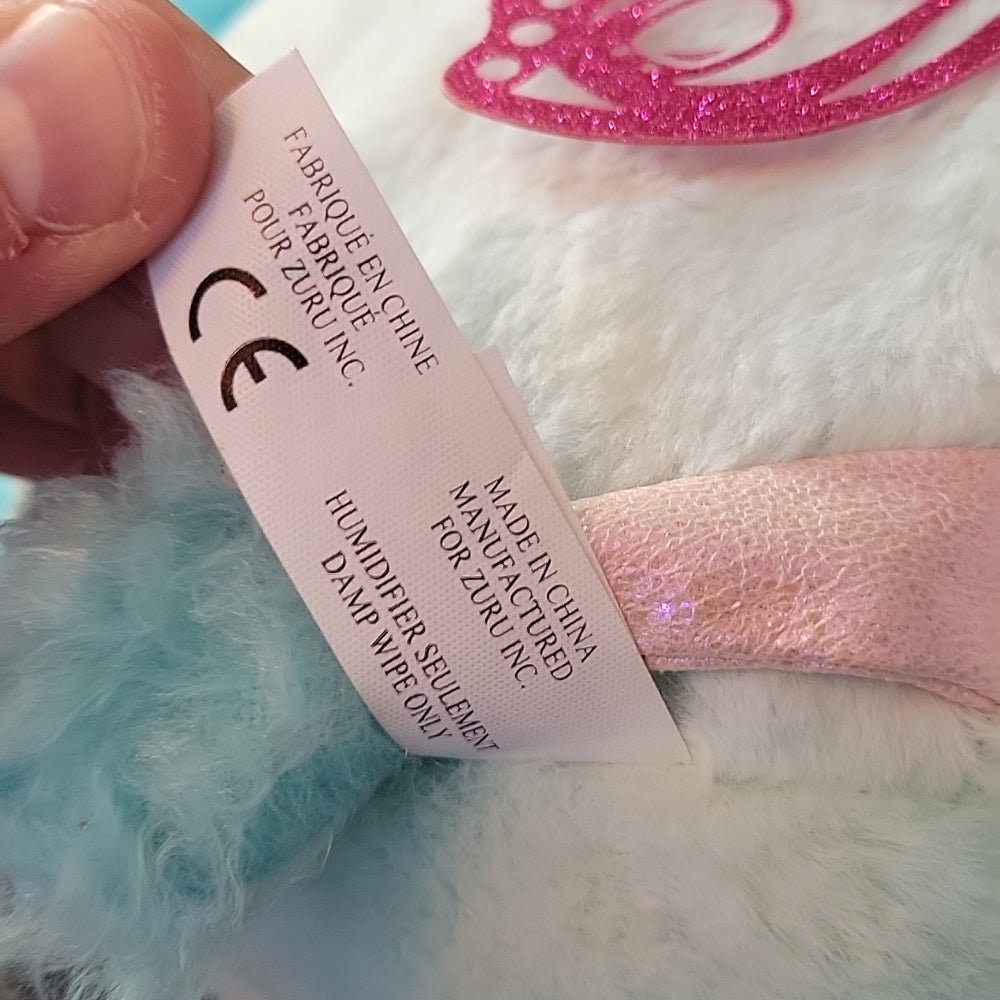 FABRIQUÉ EN CHINE
FABRIQUÉ
POUR ZURU INC.
CE
MADE IN CHINA
MANUFACTURED
FOR ZURU INC.
HUMIDIFIER SEULEMENT
DAMP WIPE ONLY